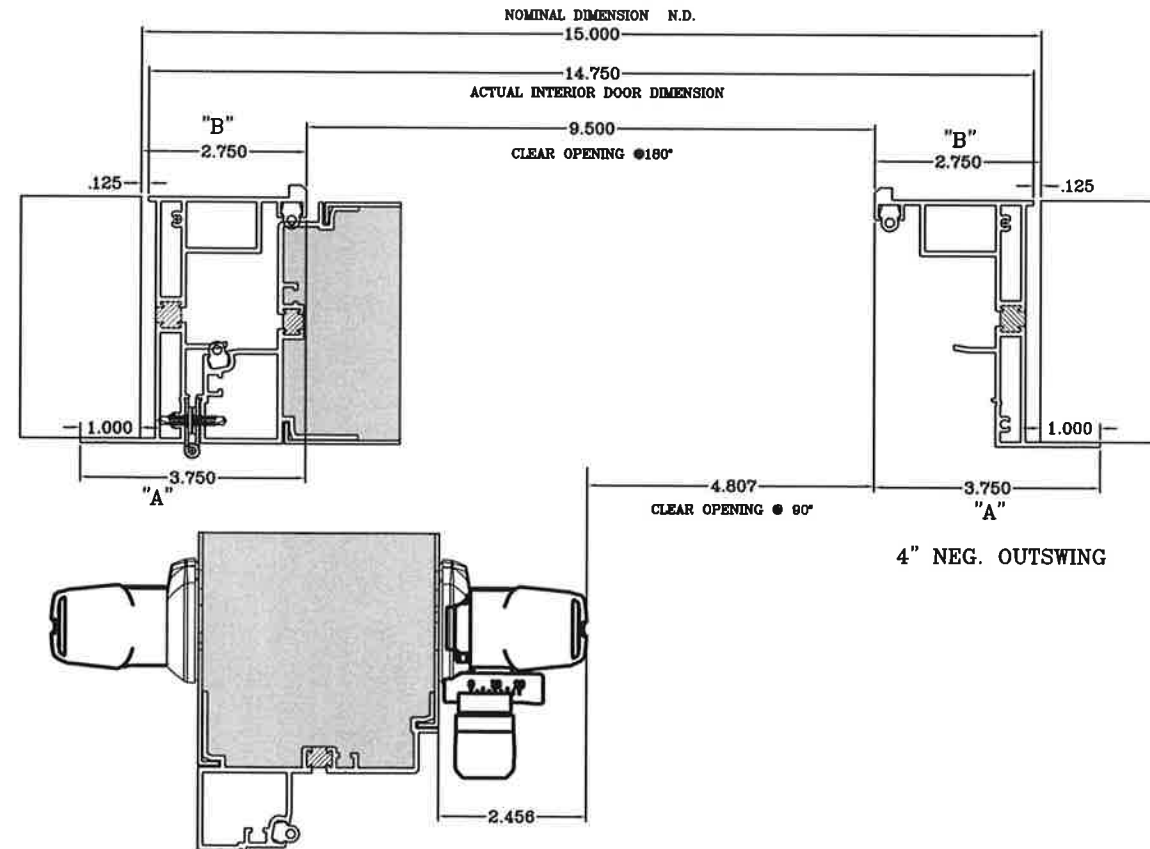 NOMINAL DIMENSION N.D.
15.000
14.750
ACTUAL INTERIOR DOOR DIMENSION
"B"
9.500
"B"
2.750
CLEAR OPENING @180°
2.750
.125
.125
1.000
1.000
3.750
4.807
3.750
"A"
CLEAR OPENING @ 90°
"A"
4" NEG. OUTSWING
2.456